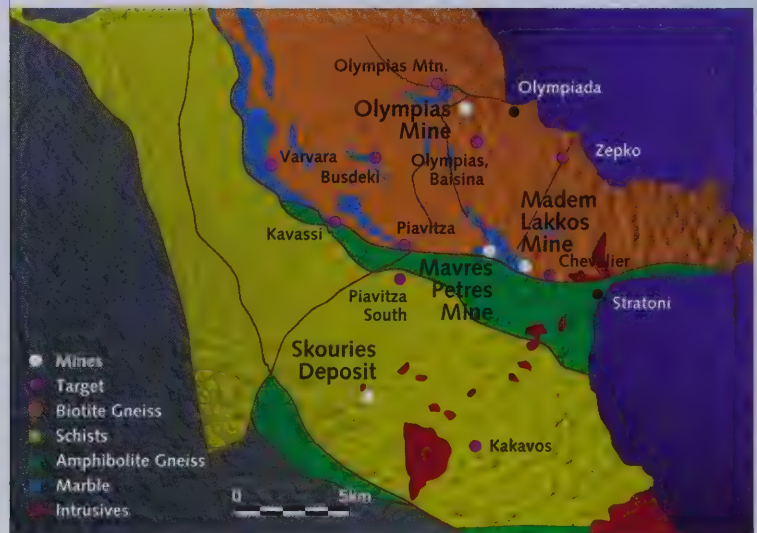 Olympias Mtn.
Olympiada
Olympias
Mine
Zepko
Varvara
Busdeki
Olympias,
Baisina
Madem
Lakkos
Mine
Kavassi
Piavitza
Chevalier
Mavres
Petres
Mine
Piavitza
South
Stratoni
Skouries
Deposit
Kakavos
Mines
Target
Biotite Gneiss
Schists
Amphibolite Gneiss
Marble
Intrusives
0 5km